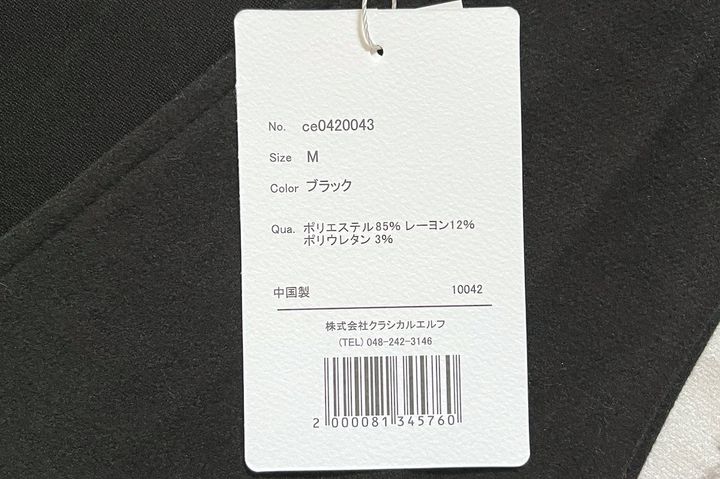 No. ce0420043
Size M
Color ブラック
Qua. ポリエステル85% レーヨン12%
ポリウレタン 3%
中国製 10042
株式会社クラシカルエルフ
(TEL) 048-242-3146
2 000081 345760